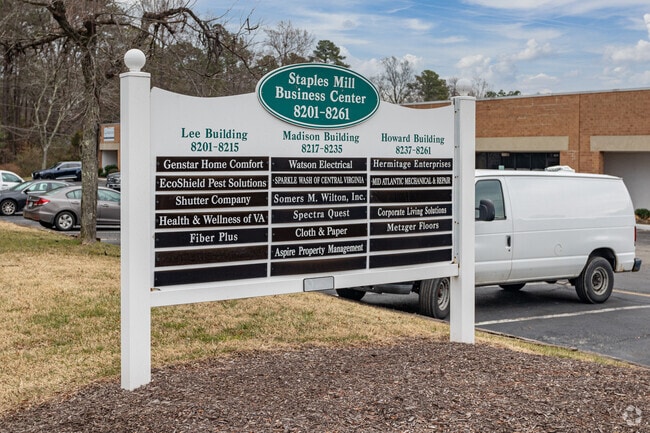 Staples Mill
Business Center
8201-8261
Lee Building
8201-8215
Genstar Home Comfort
EcoShield Pest Solutions
Shutter Company
Health & Wellness of VA
Fiber Plus
Madison Building
8217-8235
Watson Electrical
SPARKLE WASH OF CENTRAL VIRGINIA
Somers M. Wilton, Inc.
Spectra Quest
Cloth & Paper
Aspire Property Management
Howard Building
8237-8261
Hermitage Enterprises
MID ATLANTIC MECHANICAL & REPAIR
Corporate Living Solutions
Metzger Floors